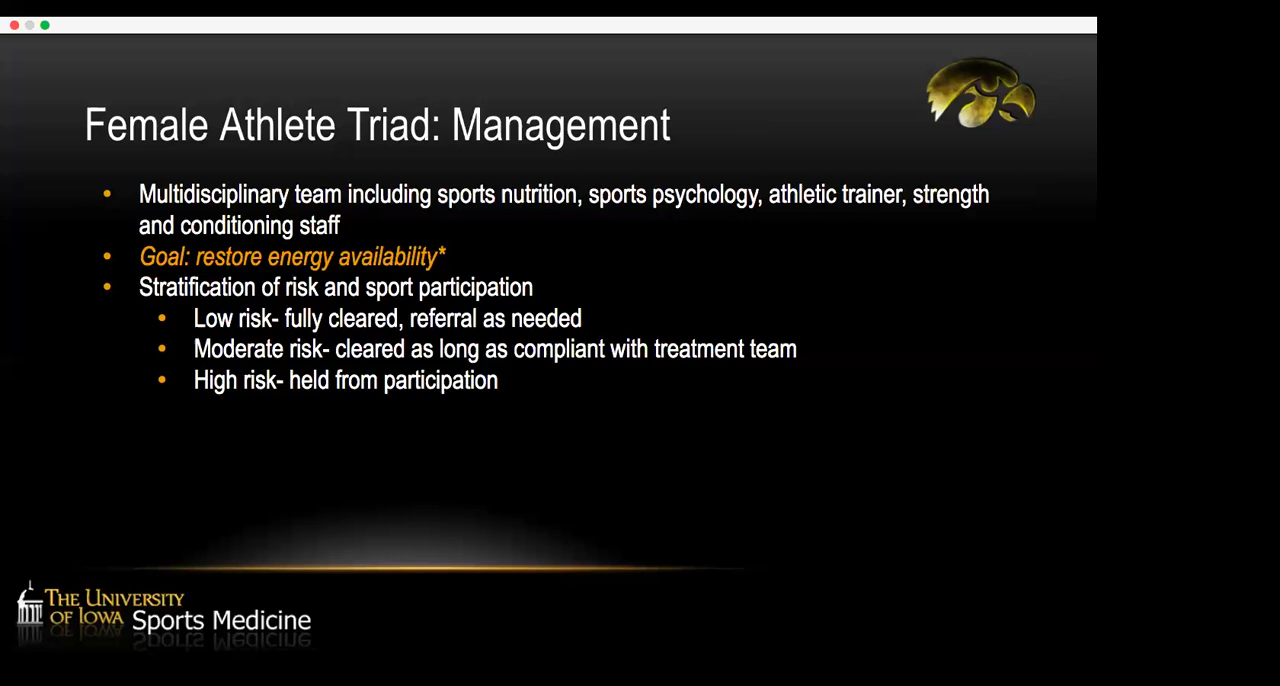 Female Athlete Triad: Management
Multidisciplinary team including sports nutrition, sports psychology, athletic trainer, strength
and conditioning staff
Goal: restore energy availability*
Stratification of risk and sport participation
Low risk- fully cleared, referral as needed
Moderate risk- cleared as long as compliant with treatment team
High risk- held from participation
THE UNIVERSITY
OF IOWA Sports Medicine